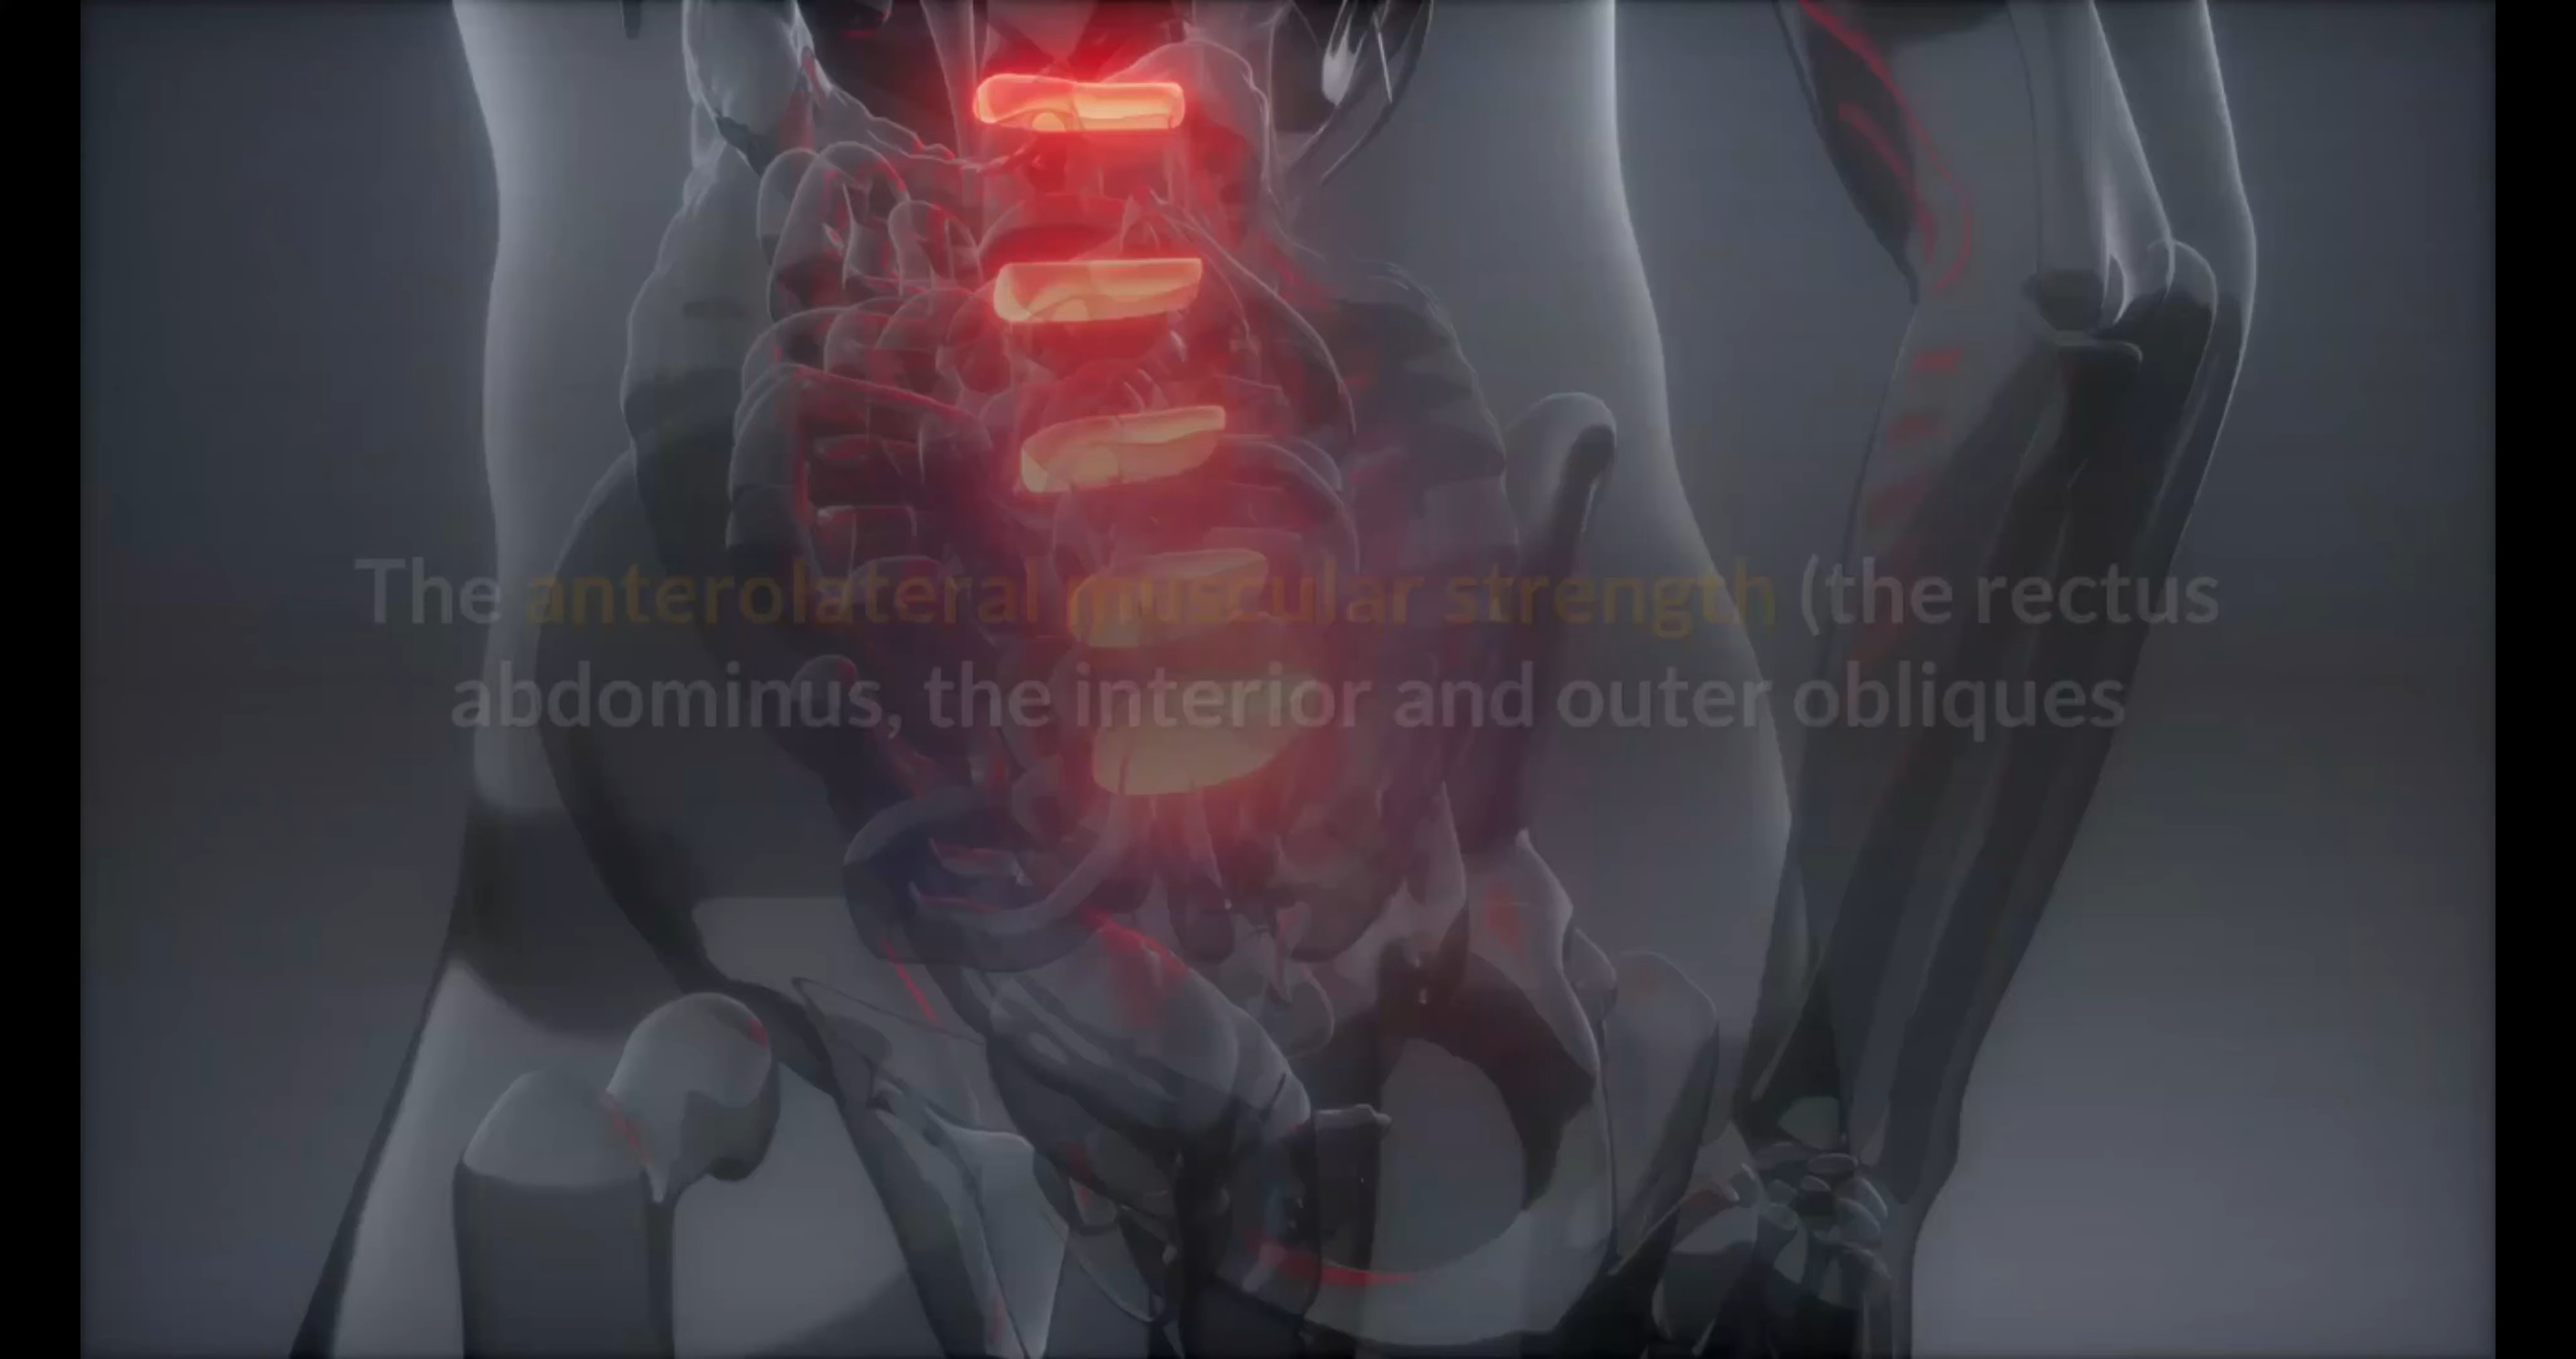 The anterolateral muscular strength (the rectus
abdominus, the interior and outer obliques